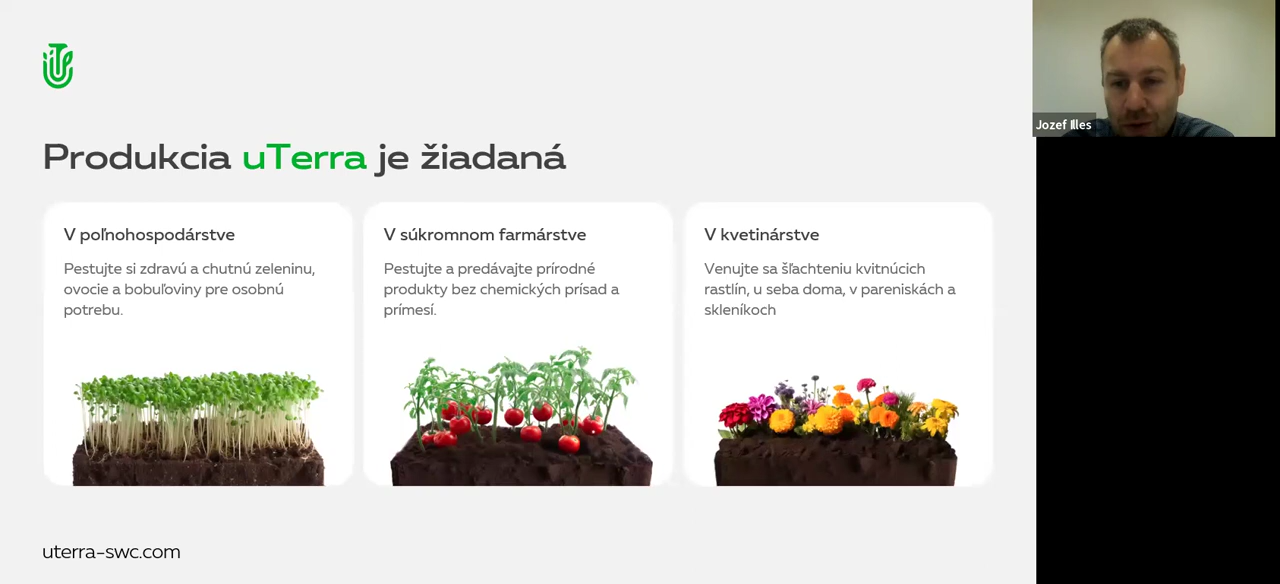 Produkcia uTerra je žiadaná
V poľnohospodárstve
Pestujte si zdravú a chutnú zeleninu,
ovocie a bobuľoviny pre osobnú
potrebu.
V súkromnom farmárstve
Pestujte a predávajte prírodné
produkty bez chemických prísad a
prímesí.
V kvetinárstve
Venujte sa šľachteniu kvitnúcich
rastlín, u seba doma, v pareniskách a
skleníkoch
uterra-swc.com
Jozef Illes